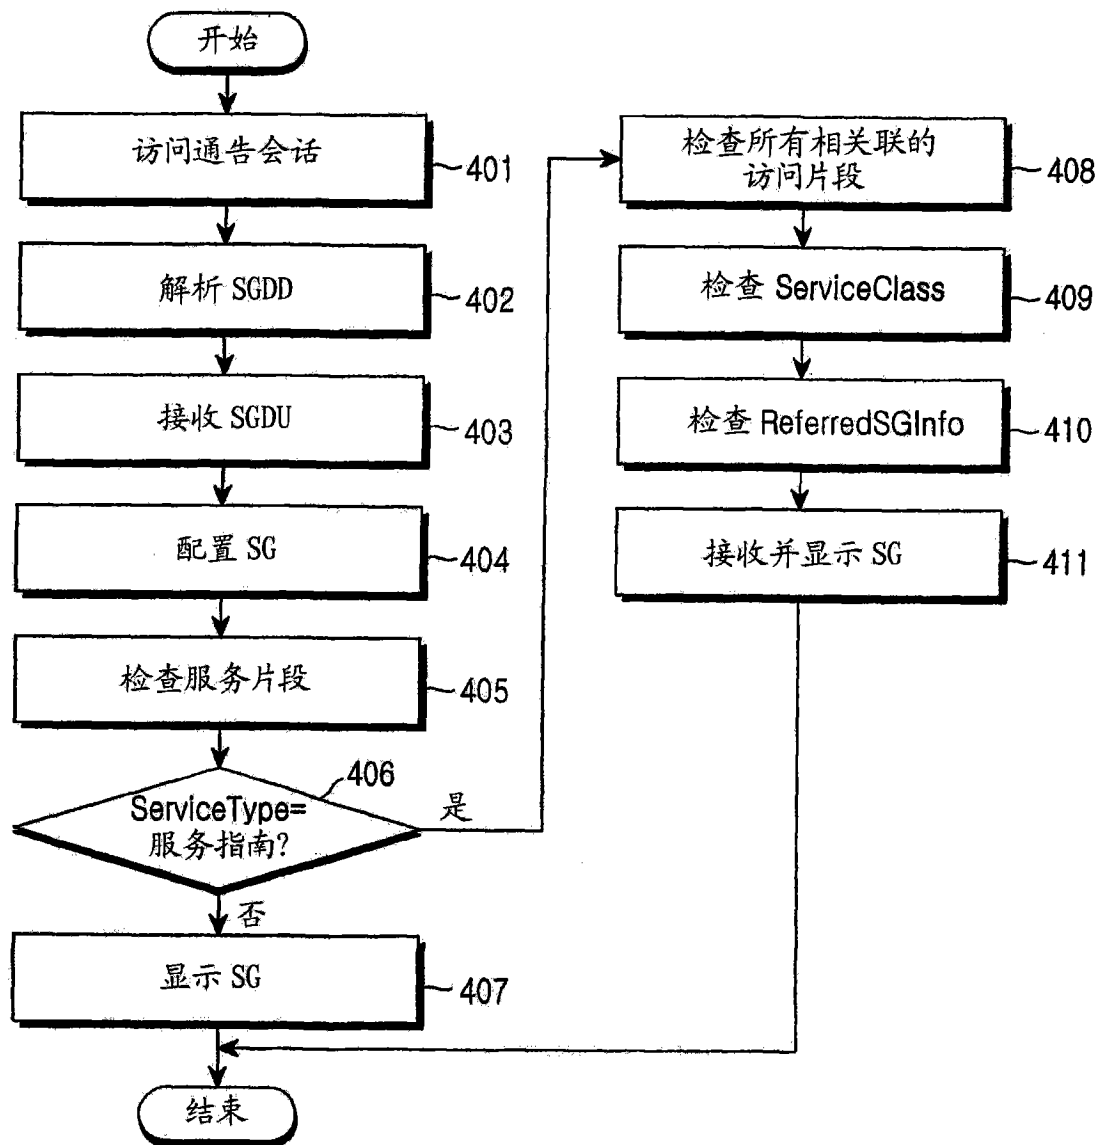 开始
访问通告会话
401
解析 SGDD
402
接收 SGDU
403
配置 SG
404
检查服务片段
405
ServiceType=
服务指南?
406
是
否
显示 SG
407
检查所有相关联的
访问片段
408
检查 ServiceClass
409
检查 ReferredSGInfo
410
接收并显示 SG
411
结束